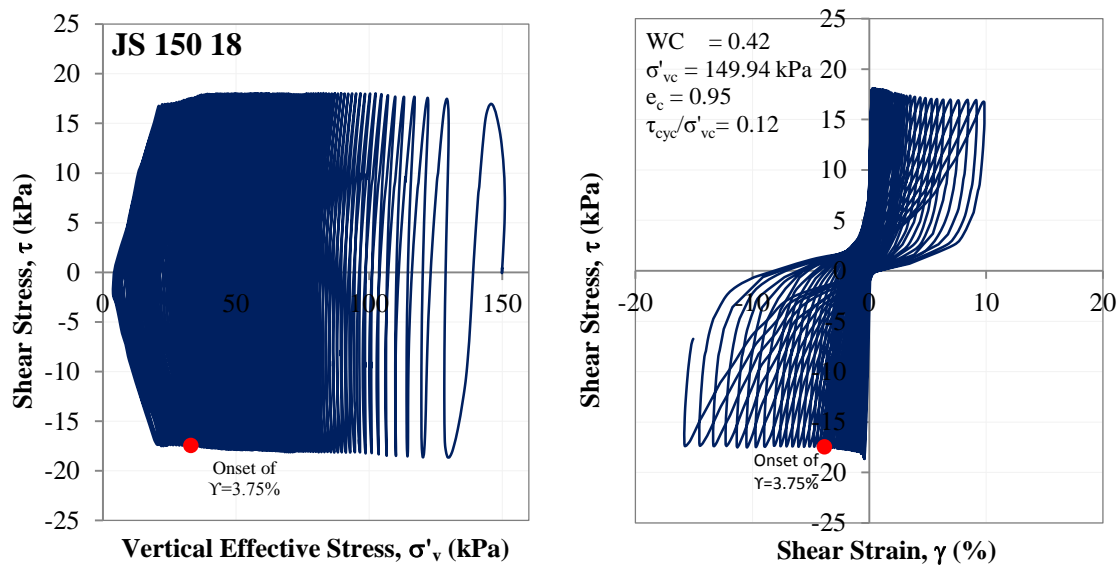 JS 150 18
25
20
15
10
5
0
-5
-10
-15
-20
-25
0
50
100
150
Shear Stress, τ (kPa)
Vertical Effective Stress, σ'v (kPa)
Onset of
ϒ=3.75%
WC = 0.42
σ'vc = 149.94 kPa
ec = 0.95
τcyc/σ'vc= 0.12
25
20
15
10
5
0
-5
-10
-15
-20
-25
-20
-10
0
10
20
Shear Stress, τ (kPa)
Shear Strain, γ (%)
Onset of
ϒ=3.75%